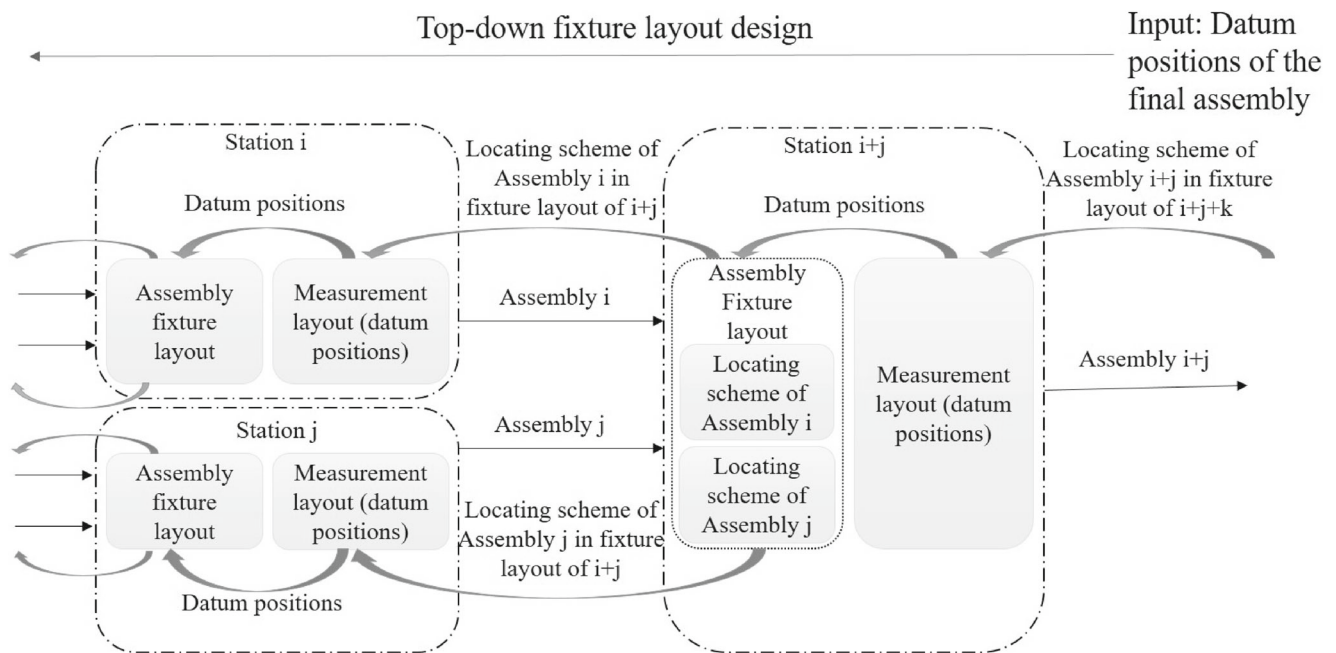 Top-down fixture layout design
Input: Datum
positions of the
final assembly
Station i
Datum positions
Assembly
fixture
layout
Measurement
layout (datum
positions)
Locating scheme of
Assembly i in
fixture layout of i+j
Assembly i
Station j
Assembly
fixture
layout
Measurement
layout (datum
positions)
Datum positions
Assembly j
Locating scheme of
Assembly j in fixture
layout of i+j
Station i+j
Datum positions
Assembly
Fixture
layout
Locating
scheme of
Assembly i
Locating
scheme of
Assembly j
Measurement
layout (datum
positions)
Locating scheme of
Assembly i+j in fixture
layout of i+j+k
Assembly i+j